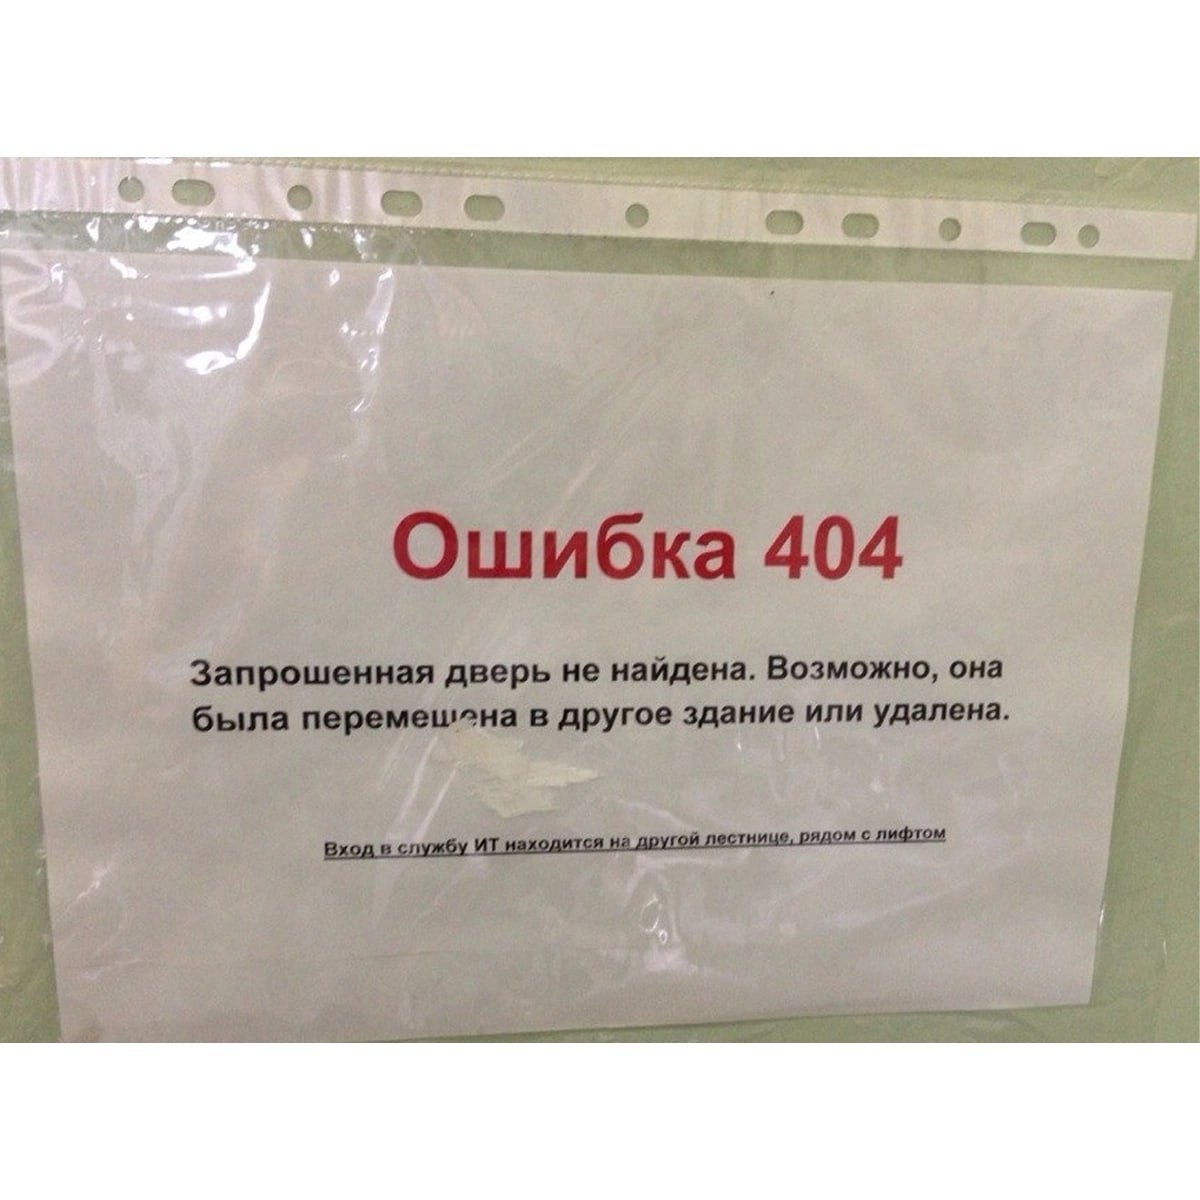 Ошибка 404
Запрошенная дверь не найдена. Возможно, она
была перемещена в другое здание или удалена.
Вход в службу ИТ находится на другой лестнице, рядом с лифтом